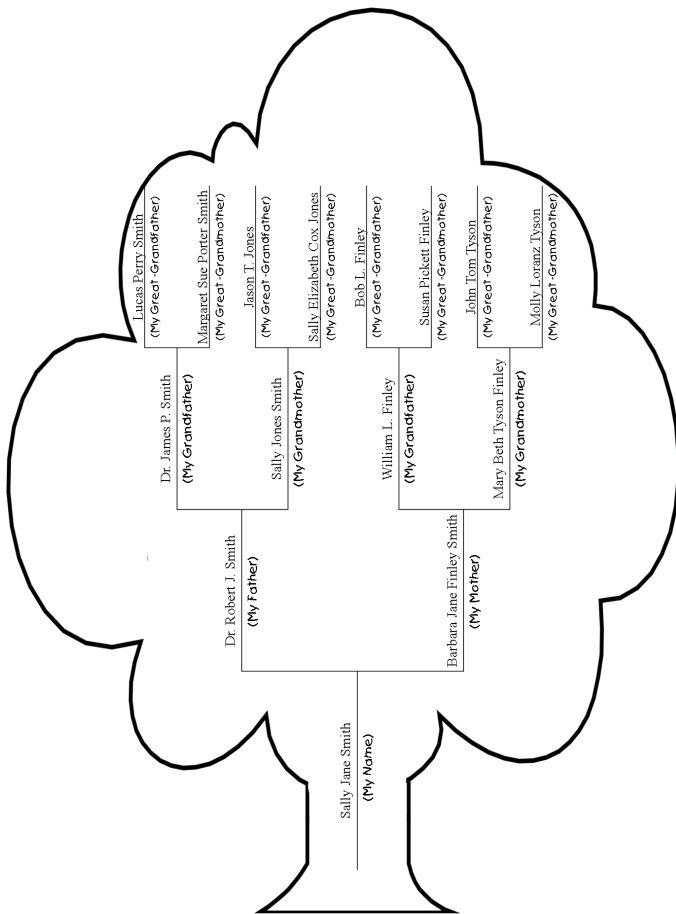 Lucas Perry Smith
(My Great -Grandfather)
Margaret Sue Porter Smith
(My Great -Grandmother)
Jason T. Jones
(My Great -Grandfather)
Sally Elizabeth Cox Jones
(My Great -Grandmother)
Bob L. Finley
(My Great -Grandfather)
Susan Pickett Finley
(My Great -Grandmother)
John Tom Tyson
(My Great -Grandfather)
Molly Loranz Tyson
(My Great -Grandmother)
Dr. James P. Smith
(My Grandfather)
Sally Jones Smith
(My Grandmother)
William L. Finley
(My Grandfather)
Mary Beth Tyson Finley
(My Grandmother)
Dr. Robert J. Smith
(My Father)
Barbara Jane Finley Smith
(My Mother)
Sally Jane Smith
(My Name)